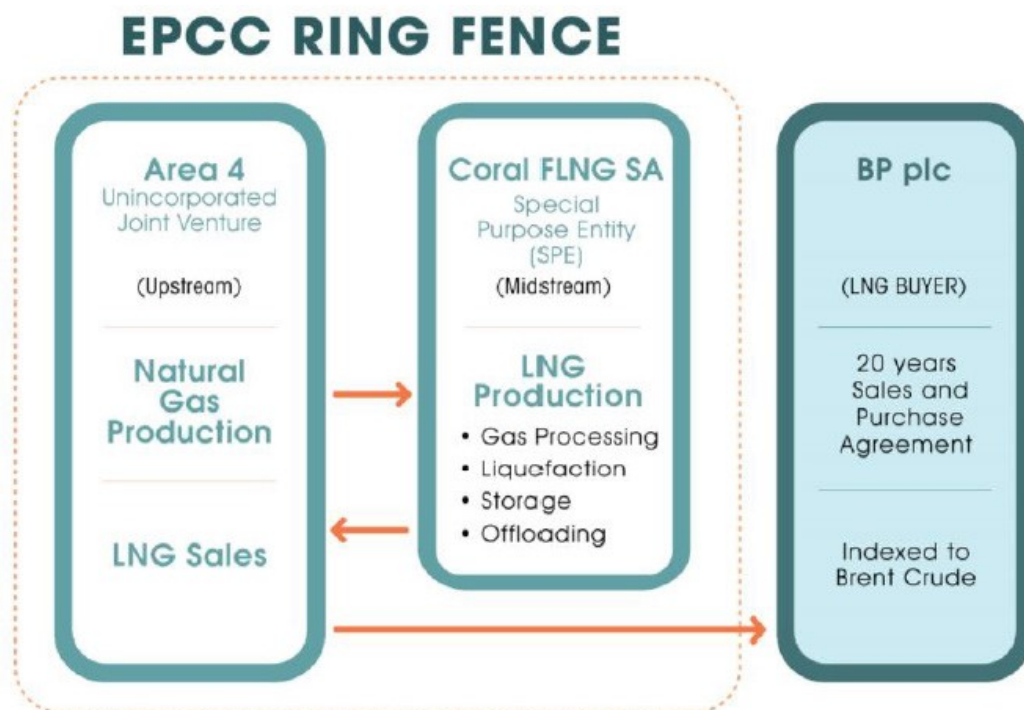 EPCC RING FENCE
Area 4
Unincorporated
Joint Venture
(Upstream)
Natural
Gas
Production
LNG Sales
Coral FLNG SA
Special
Purpose Entity
(SPE)
(Midstream)
LNG
Production
• Gas Processing
• Liquefaction
• Storage
• Offloading
BP plc
(LNG BUYER)
20 years
Sales and
Purchase
Agreement
Indexed to
Brent Crude